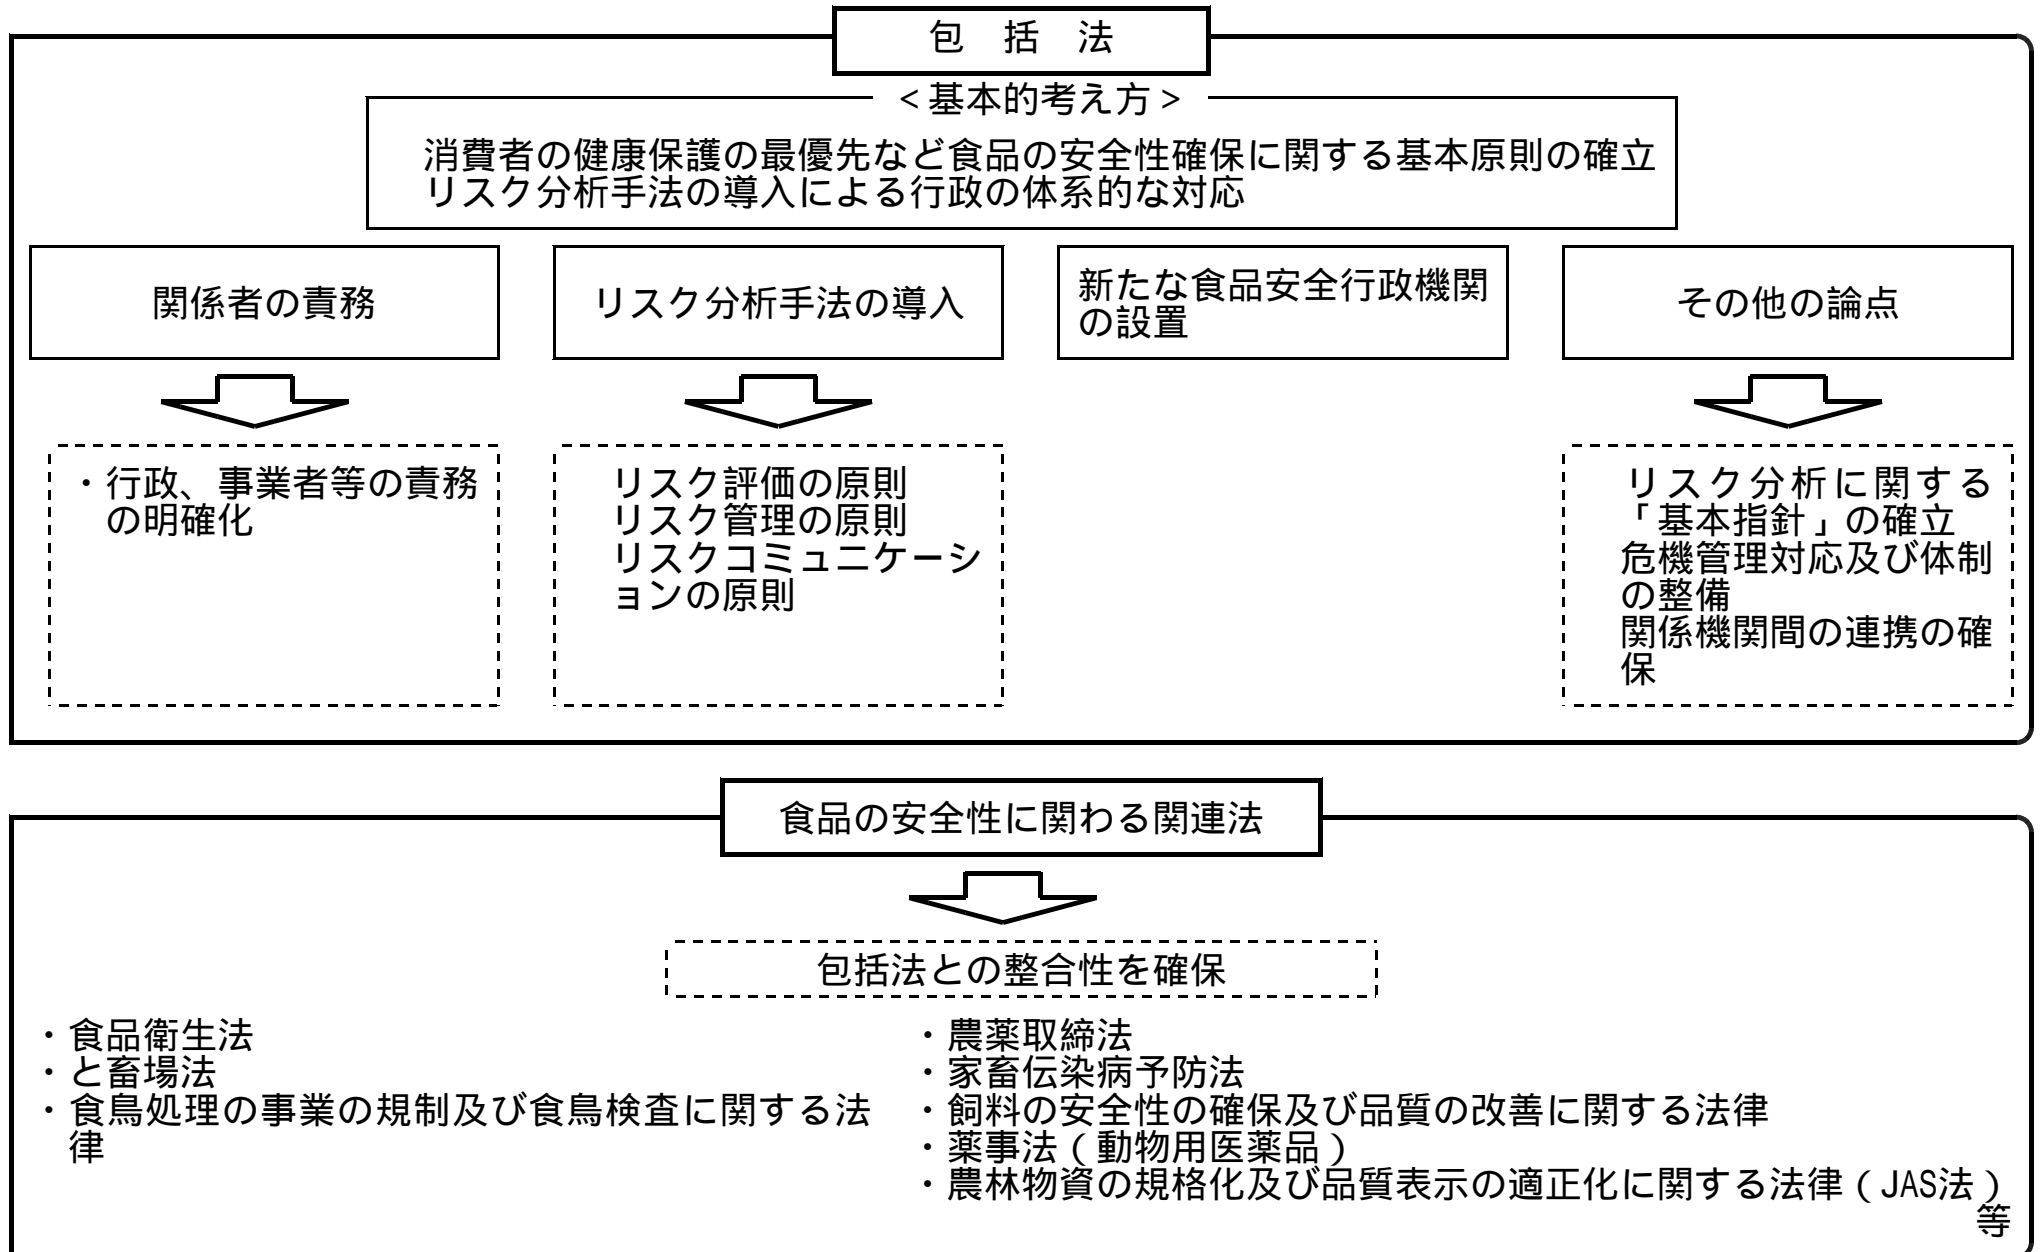 包　括　法
＜基本的考え方＞
消費者の健康保護の最優先など食品の安全性確保に関する基本原則の確立
リスク分析手法の導入による行政の体系的な対応
関係者の責務
リスク分析手法の導入
新たな食品安全行政機関
の設置
その他の論点
・行政、事業者等の責務
の明確化
リスク評価の原則
リスク管理の原則
リスクコミュニケーシ
ョンの原則
リスク分析に関する
「基本指針」の確立
危機管理対応及び体制
の整備
関係機関間の連携の確
保
食品の安全性に関わる関連法
包括法との整合性を確保
・食品衛生法
・と畜場法
・食鳥処理の事業の規制及び食鳥検査に関する法
律
・農薬取締法
・家畜伝染病予防法
・飼料の安全性の確保及び品質の改善に関する法律
・薬事法（動物用医薬品）
・農林物資の規格化及び品質表示の適正化に関する法律（JAS法）
等